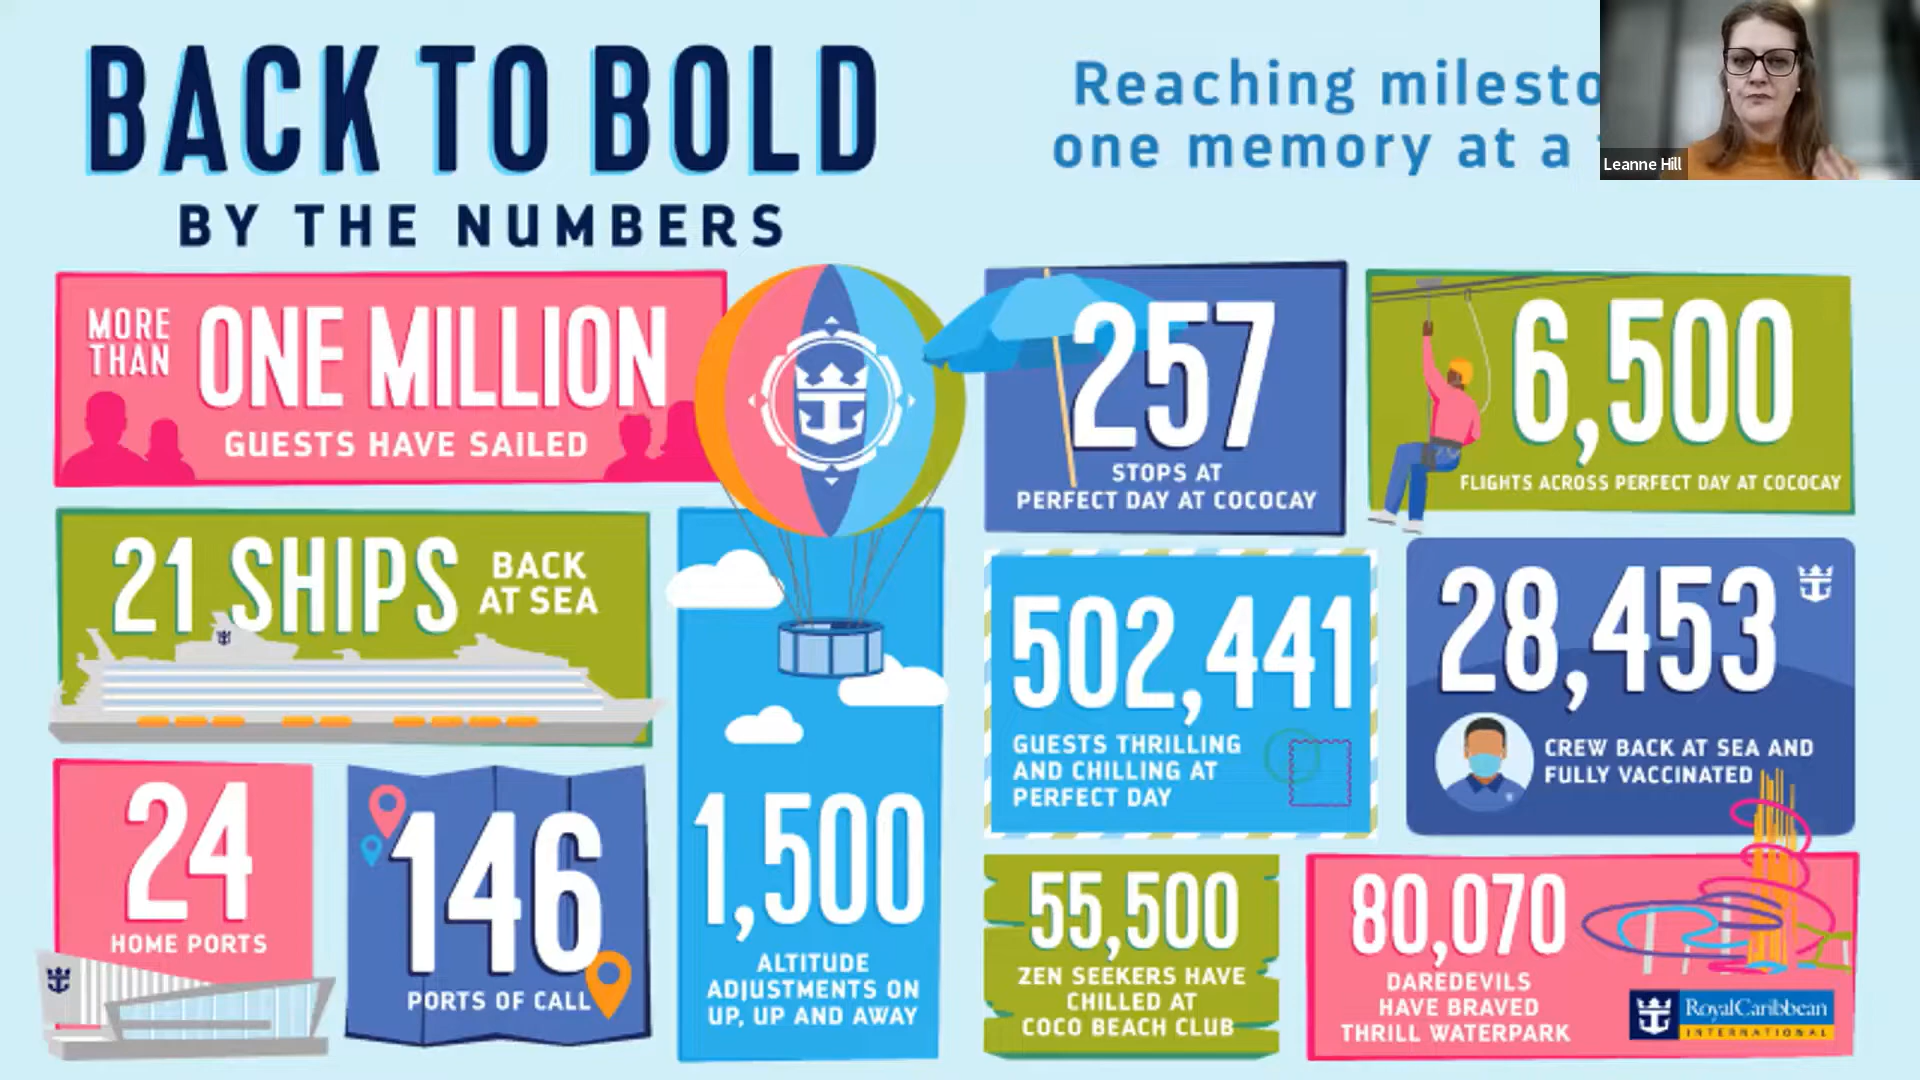 BACK TO BOLD
BY THE NUMBERS
Reaching
one memory at a
Leanne Hill
MORE
THAN
ONE MILLION
GUESTS HAVE SAILED
257
STOPS AT
PERFECT DAY AT COCOCAY
6,500
FLIGHTS ACROSS PERFECT DAY AT COCOCAY
21 SHIPS
BACK
AT SEA
502,441
GUESTS THRILLING
AND CHILLING AT
PERFECT DAY
28,453
CREW BACK AT SEA AND
FULLY VACCINATED
24
HOME PORTS
146
PORTS OF CALL
1,500
ALTITUDE
ADJUSTMENTS ON
UP, UP AND AWAY
55,500
ZEN SEEKERS HAVE
CHILLED AT
COCO BEACH CLUB
80,070
DAREDEVILS
HAVE BRAVED
THRILL WATERPARK
RoyalCaribbean
INTERNATIONAL